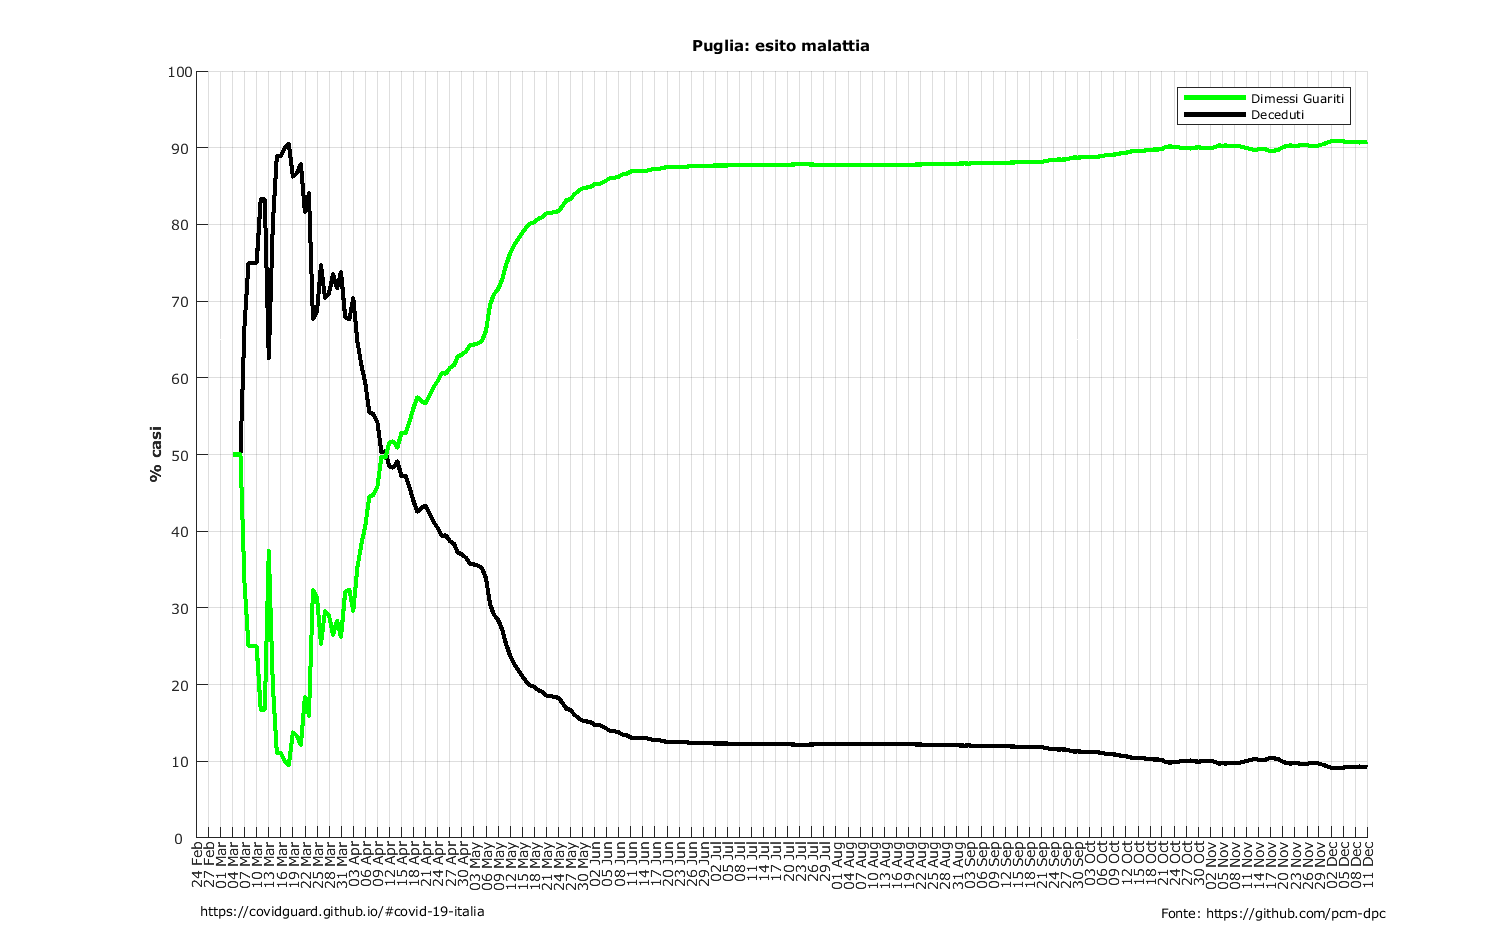 Puglia: esito malattia
100
90
80
70
60
50
40
30
20
10
0
% casi
Dimessi Guariti
Deceduti
24 Feb
27 Feb
01 Mar
04 Mar
07 Mar
10 Mar
13 Mar
16 Mar
19 Mar
22 Mar
25 Mar
28 Mar
31 Mar
03 Apr
06 Apr
09 Apr
12 Apr
15 Apr
18 Apr
21 Apr
24 Apr
27 Apr
30 Apr
03 May
06 May
09 May
12 May
15 May
18 May
21 May
24 May
27 May
30 May
02 Jun
05 Jun
08 Jun
11 Jun
14 Jun
17 Jun
20 Jun
23 Jun
26 Jun
29 Jun
02 Jul
05 Jul
08 Jul
11 Jul
14 Jul
17 Jul
20 Jul
23 Jul
26 Jul
29 Jul
01 Aug
04 Aug
07 Aug
10 Aug
13 Aug
16 Aug
19 Aug
22 Aug
25 Aug
28 Aug
31 Aug
03 Sep
06 Sep
09 Sep
12 Sep
15 Sep
18 Sep
21 Sep
24 Sep
27 Sep
30 Sep
03 Oct
06 Oct
09 Oct
12 Oct
15 Oct
18 Oct
21 Oct
24 Oct
27 Oct
30 Oct
02 Nov
05 Nov
08 Nov
11 Nov
14 Nov
17 Nov
20 Nov
23 Nov
26 Nov
29 Nov
02 Dec
05 Dec
08 Dec
11 Dec
https://covidguard.github.io/#covid-19-italia
Fonte: https://github.com/pcm-dpc